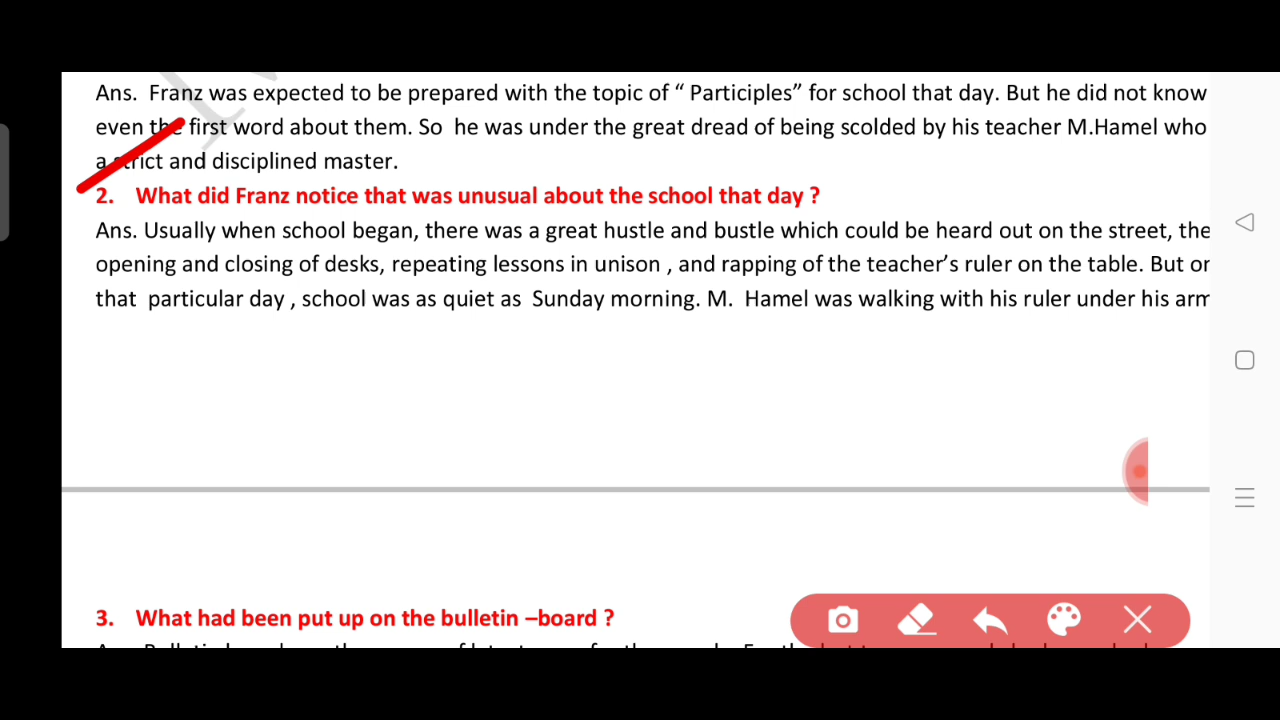 Ans. Franz was expected to be prepared with the topic of “ Participles” for school that day. But he did not know
even the first word about them. So he was under the great dread of being scolded by his teacher M.Hamel who
a strict and disciplined master.
2. What did Franz notice that was unusual about the school that day ?
Ans. Usually when school began, there was a great hustle and bustle which could be heard out on the street, the
opening and closing of desks, repeating lessons in unison , and rapping of the teacher’s ruler on the table. But
that particular day , school was as quiet as Sunday morning. M. Hamel was walking with his ruler under his arm
3. What had been put up on the bulletin –board ?